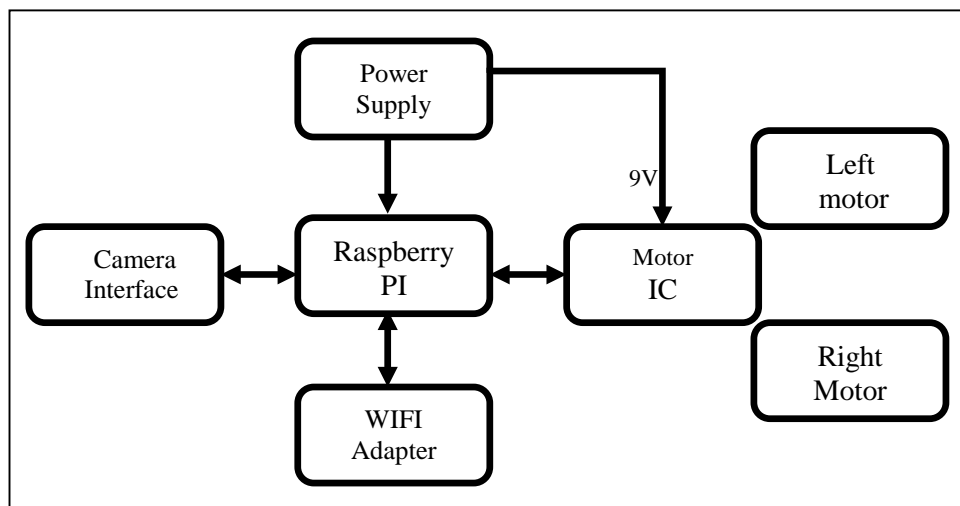 Power
Supply
9V
Left
motor
Camera
Interface
Raspberry
PI
Motor
IC
Right
Motor
WIFI
Adapter